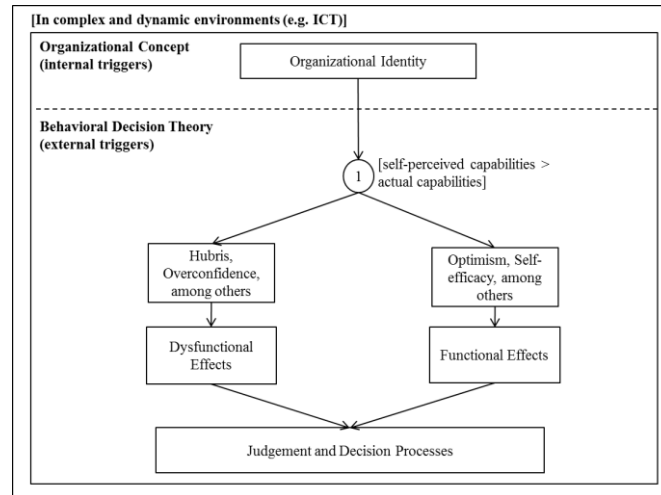 [In complex and dynamic environments (e.g. ICT)]
Organizational Concept
(internal triggers)
Organizational Identity
Behavioral Decision Theory
(external triggers)
1
[self-perceived capabilities >
actual capabilities]
Hubris,
Overconfidence,
among others
Optimism, Self-
efficacy, among
others
Dysfunctional
Effects
Functional Effects
Judgement and Decision Processes